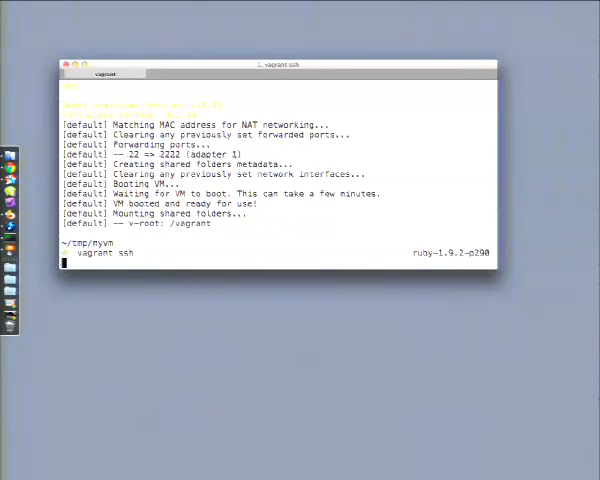 1. vagrant ssh
vagrant
[default] Matching MAC address for NAT networking...
[default] Clearing any previously set forwarded ports...
[default] Forwarding ports...
[default] -- 22 => 2222 (adapter 1)
[default] Creating shared folders metadata...
[default] Clearing any previously set network interfaces...
[default] Booting VM...
[default] Waiting for VM to boot. This can take a few minutes.
[default] VM booted and ready for use!
[default] Mounting shared folders...
[default] -- v-root: /vagrant
~/tmp/myvm
vagrant ssh ruby-1.9.2-p290